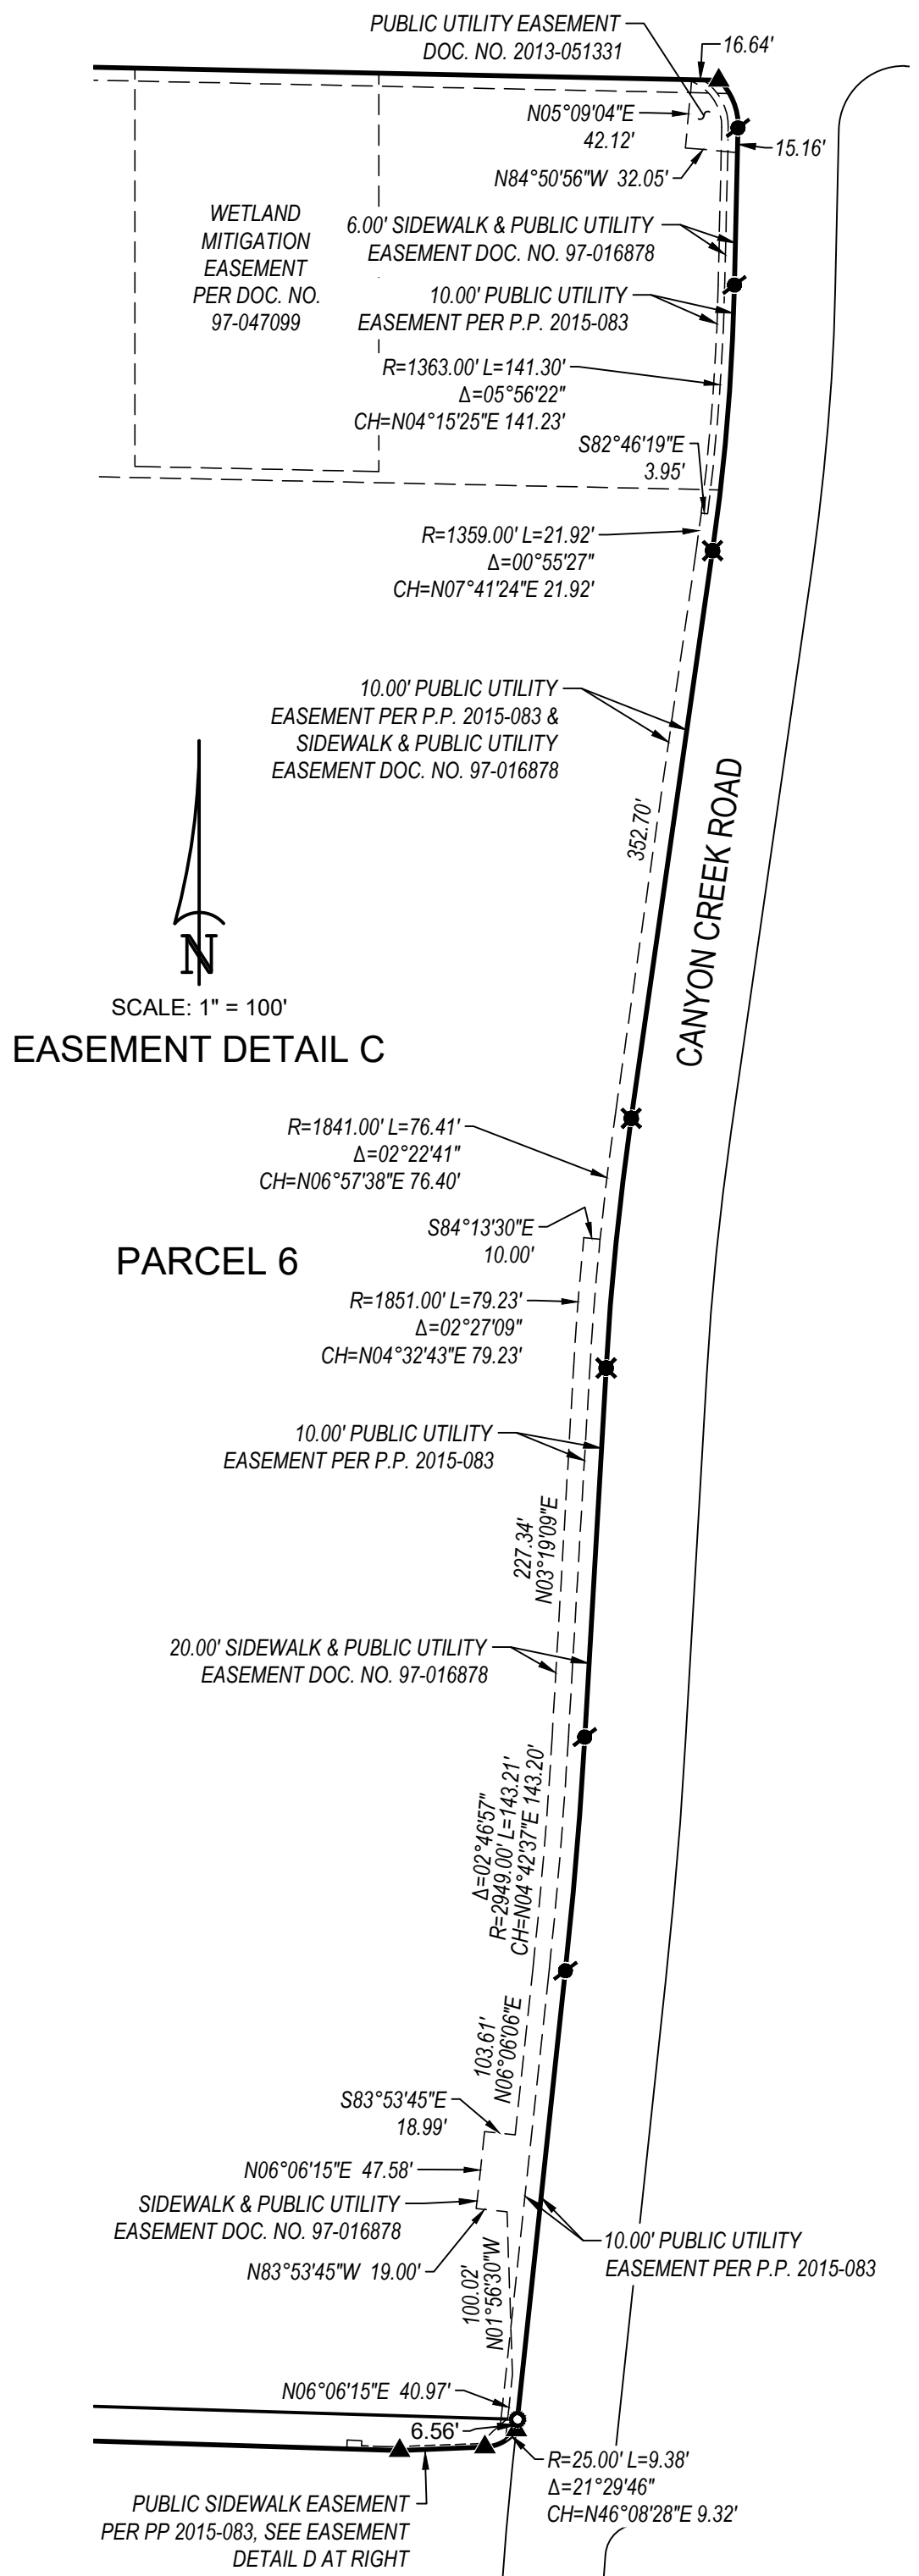 PUBLIC UTILITY EASEMENT
DOC. NO. 2013-051331
16.64'
N05°09'04"E
42.12'
15.16'
N84°50'56"W 32.05'
WETLAND
MITIGATION
EASEMENT
PER DOC. NO.
97-047099
6.00' SIDEWALK & PUBLIC UTILITY
EASEMENT DOC. NO. 97-016878
10.00' PUBLIC UTILITY
EASEMENT PER P.P. 2015-083
R=1363.00' L=141.30'
Δ=05°56'22"
CH=N04°15'25"E 141.23'
S82°46'19"E
3.95'
R=1359.00' L=21.92'
Δ=00°55'27"
CH=N07°41'24"E 21.92'
10.00' PUBLIC UTILITY
EASEMENT PER P.P. 2015-083 &
SIDEWALK & PUBLIC UTILITY
EASEMENT DOC. NO. 97-016878
352.70'
CANYON CREEK ROAD
N
SCALE: 1" = 100'
EASEMENT DETAIL C
R=1841.00' L=76.41'
Δ=02°22'41"
CH=N06°57'38"E 76.40'
S84°13'30"E
10.00'
PARCEL 6
R=1851.00' L=79.23'
Δ=02°27'09"
CH=N04°32'43"E 79.23'
10.00' PUBLIC UTILITY
EASEMENT PER P.P. 2015-083
227.34'
N03°19'09"E
20.00' SIDEWALK & PUBLIC UTILITY
EASEMENT DOC. NO. 97-016878
Δ=02°46'57"
R=2949.00' L=143.21'
CH=N04°42'37"E 143.20'
103.61'
N06°06'06"E
S83°53'45"E
18.99'
N06°06'15"E 47.58'
SIDEWALK & PUBLIC UTILITY
EASEMENT DOC. NO. 97-016878
N83°53'45"W 19.00'
10.00' PUBLIC UTILITY
EASEMENT PER P.P. 2015-083
100.02'
N01°56'30"W
N06°06'15"E 40.97'
6.56'
R=25.00' L=9.38'
Δ=21°29'46"
CH=N46°08'28"E 9.32'
PUBLIC SIDEWALK EASEMENT
PER PP 2015-083, SEE EASEMENT
DETAIL D AT RIGHT